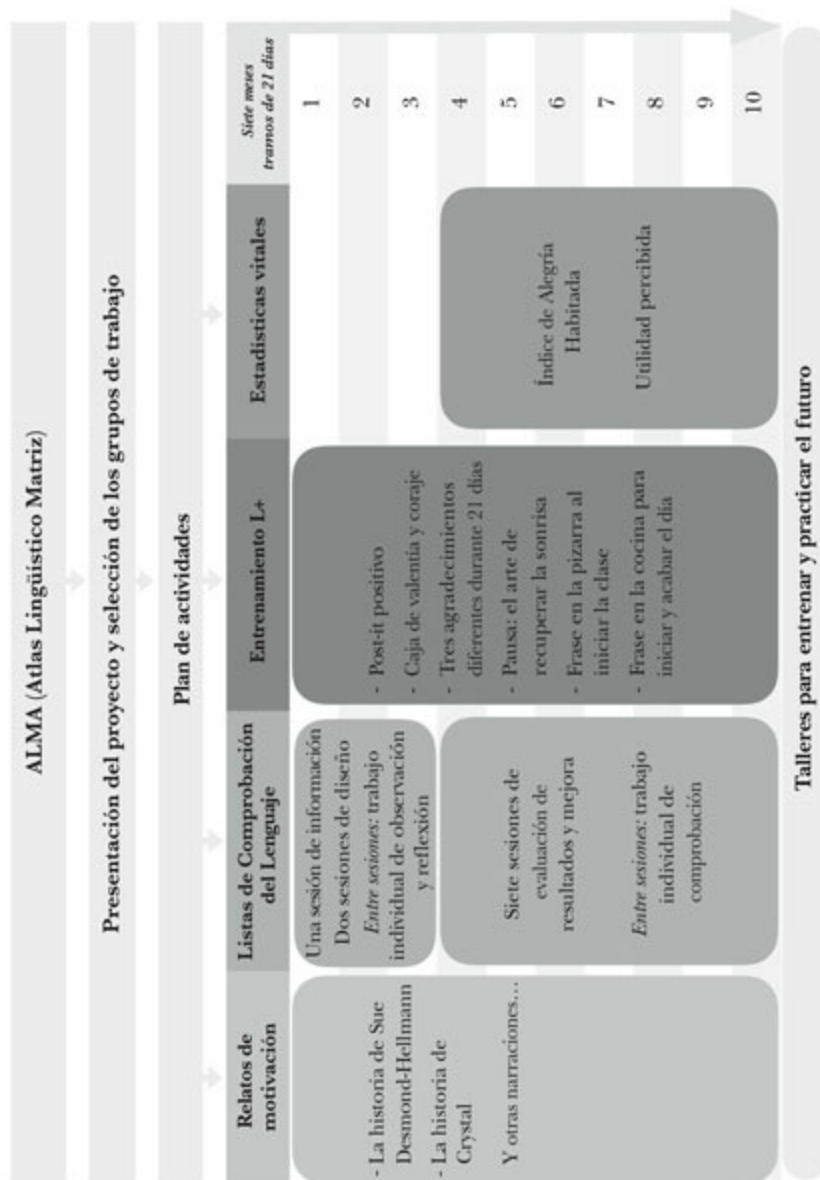 ALMA (Atlas Lingüístico Matriz)
Presentación del proyecto y selección de los grupos de trabajo
Plan de actividades
Relatos de
motivación
Listas de Comprobación
del Lenguaje
Entrenamiento L+
Estadísticas vitales
Siete meses
tramos de 21 días
- La historia de Sue
Desmond-Hellmann
- La historia de
Crystal
Y otras narraciones...
Una sesión de información
Dos sesiones de diseño
Entre sesiones: trabajo
individual de observación
y reflexión
Siete sesiones de
evaluación de
resultados y mejora
Entre sesiones: trabajo
individual de
comprobación
- Post-it positivo
- Caja de valentía y coraje
- Tres agradecimientos
diferentes durante 21 días
- Pausa: el arte de
recuperar la sonrisa
- Frase en la pizarra al
iniciar la clase
- Frase en la cocina para
iniciar y acabar el día
Índice de Alegría
Habitada
Utilidad percibida
1
2
3
4
5
6
7
8
9
10
Talleres para entrenar y practicar el futuro